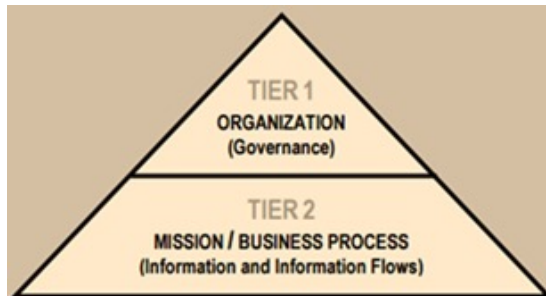 TIER 1
ORGANIZATION
(Governance)
TIER 2
MISSION / BUSINESS PROCESS
(Information and Information Flows)